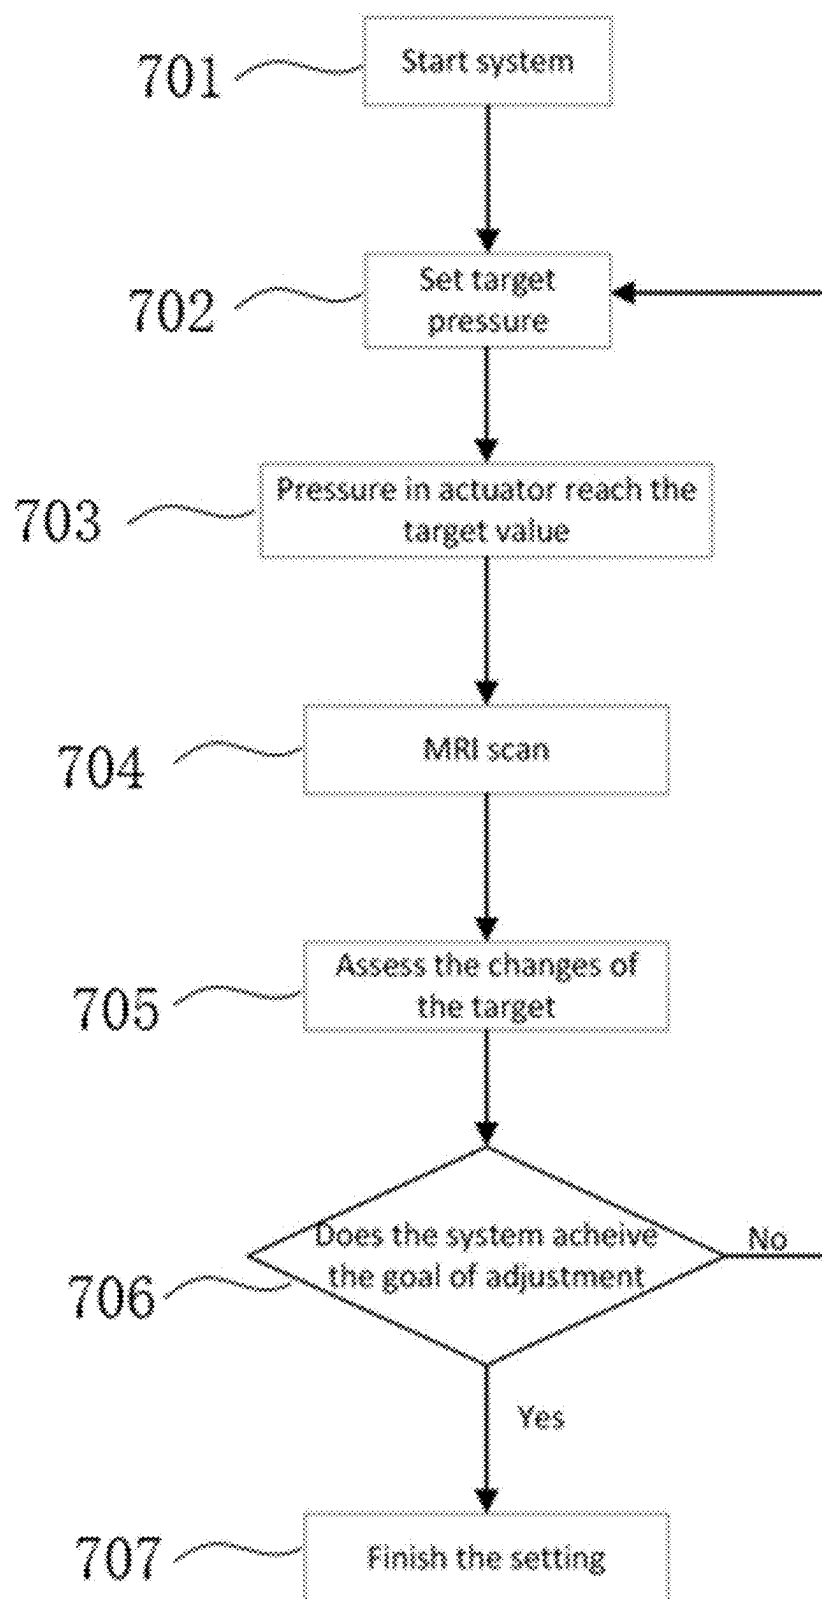 701
Start system
702
Set target
pressure
703
Pressure in actuator reach the
target value
704
MRI scan
705
Assess the changes of
the target
706
Does the system acheive
the goal of adjustment
No
Yes
707
Finish the setting